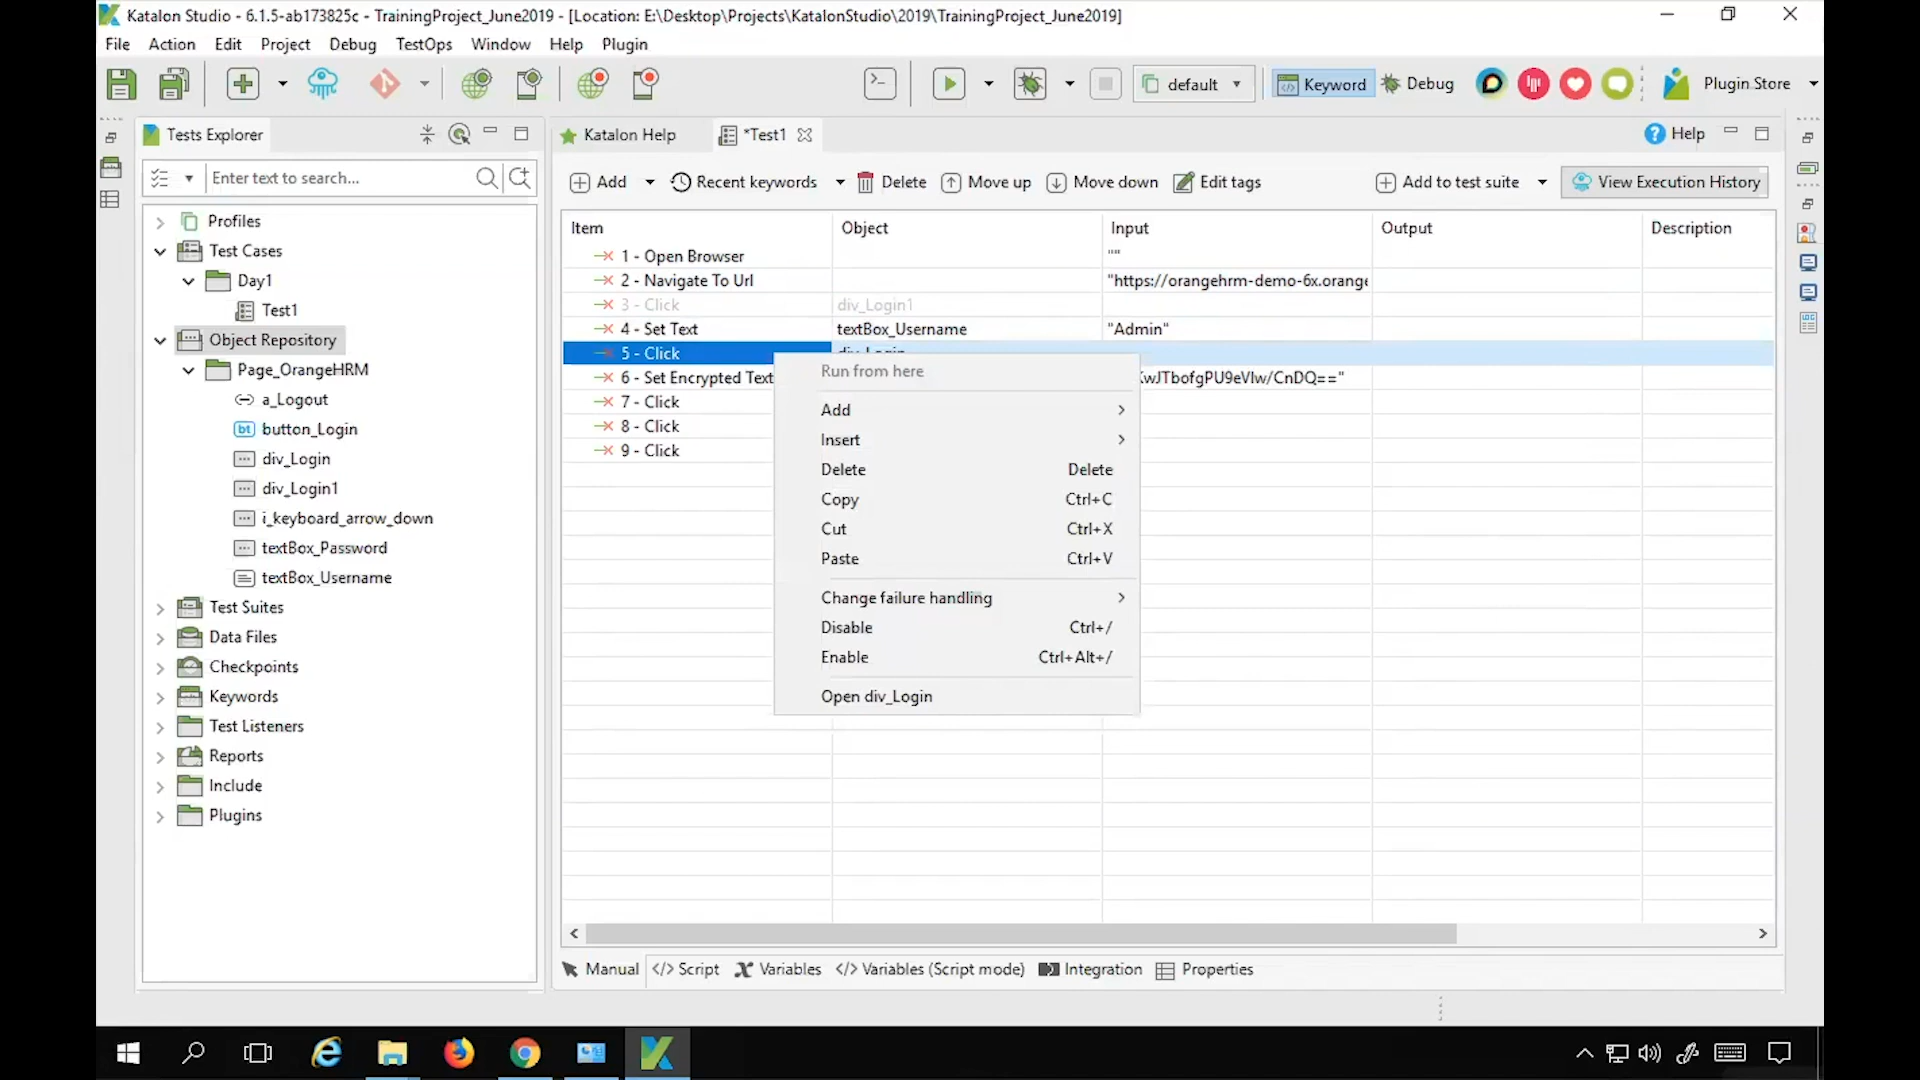 Katalon Studio - 6.1.5-ab173825c - TrainingProject_June2019 - [Location: E:\Desktop\Projects\KatalonStudio\2019\TrainingProject_June2019]
File Action Edit Project Debug TestOps Window Help Plugin
default Keyword Debug Plugin Store
Tests Explorer
Katalon Help *Test1 Help
Enter text to search...
Add Recent keywords Delete Move up Move down Edit tags Add to test suite View Execution History
Profiles
Test Cases
Day1
Test1
Object Repository
Page_OrangeHRM
a_Logout
bt button_Login
div_Login
div_Login1
i_keyboard_arrow_down
textBox_Password
textBox_Username
Test Suites
Data Files
Checkpoints
Keywords
Test Listeners
Reports
Include
Plugins
Item Object Input Output Description
1 - Open Browser ""
2 - Navigate To Url "https://orangehrm-demo-6x.orange
3 - Click div_Login1
4 - Set Text textBox_Username "Admin"
5 - Click div_Login
6 - Set Encrypted Text wJTbofgPU9eVlw/CnDQ=="
7 - Click
8 - Click
9 - Click
Run from here
Add
Insert
Delete Delete
Copy Ctrl+C
Cut Ctrl+X
Paste Ctrl+V
Change failure handling
Disable Ctrl+/
Enable Ctrl+Alt+/
Open div_Login
Manual </> Script Variables </> Variables (Script mode) Integration Properties